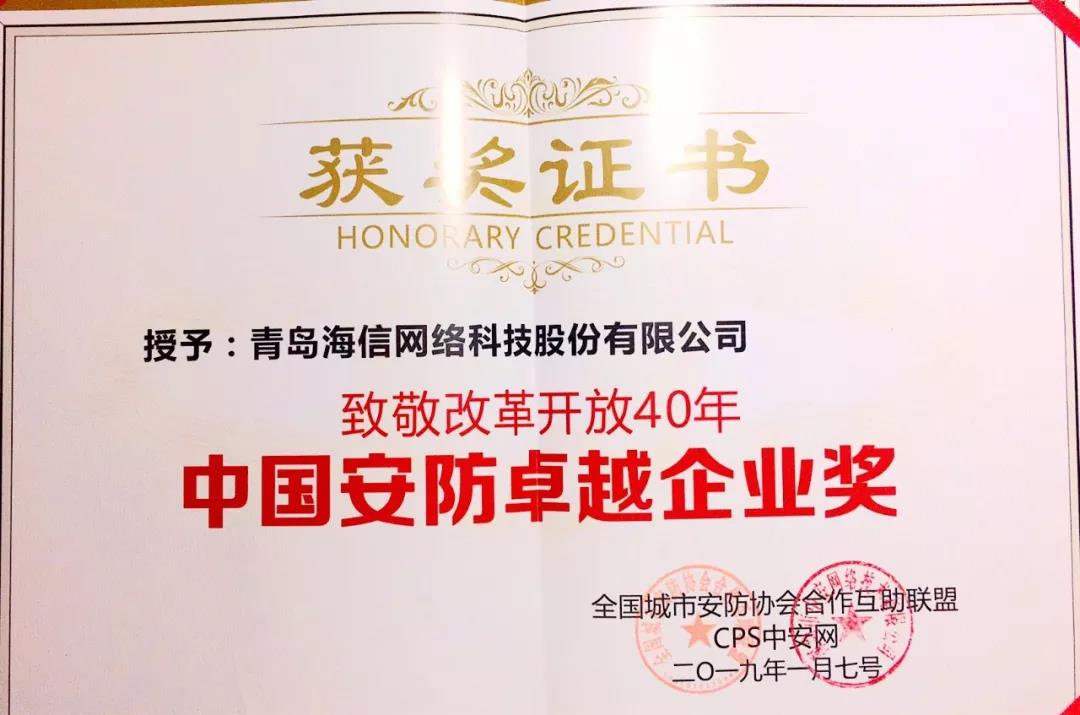 获奖证书
HONORARY CREDENTIAL
授予：青岛海信网络科技股份有限公司
致敬改革开放40年
中国安防卓越企业奖
全国城市安防协会合作互助联盟
CPS中安网
二〇一九年一月七号